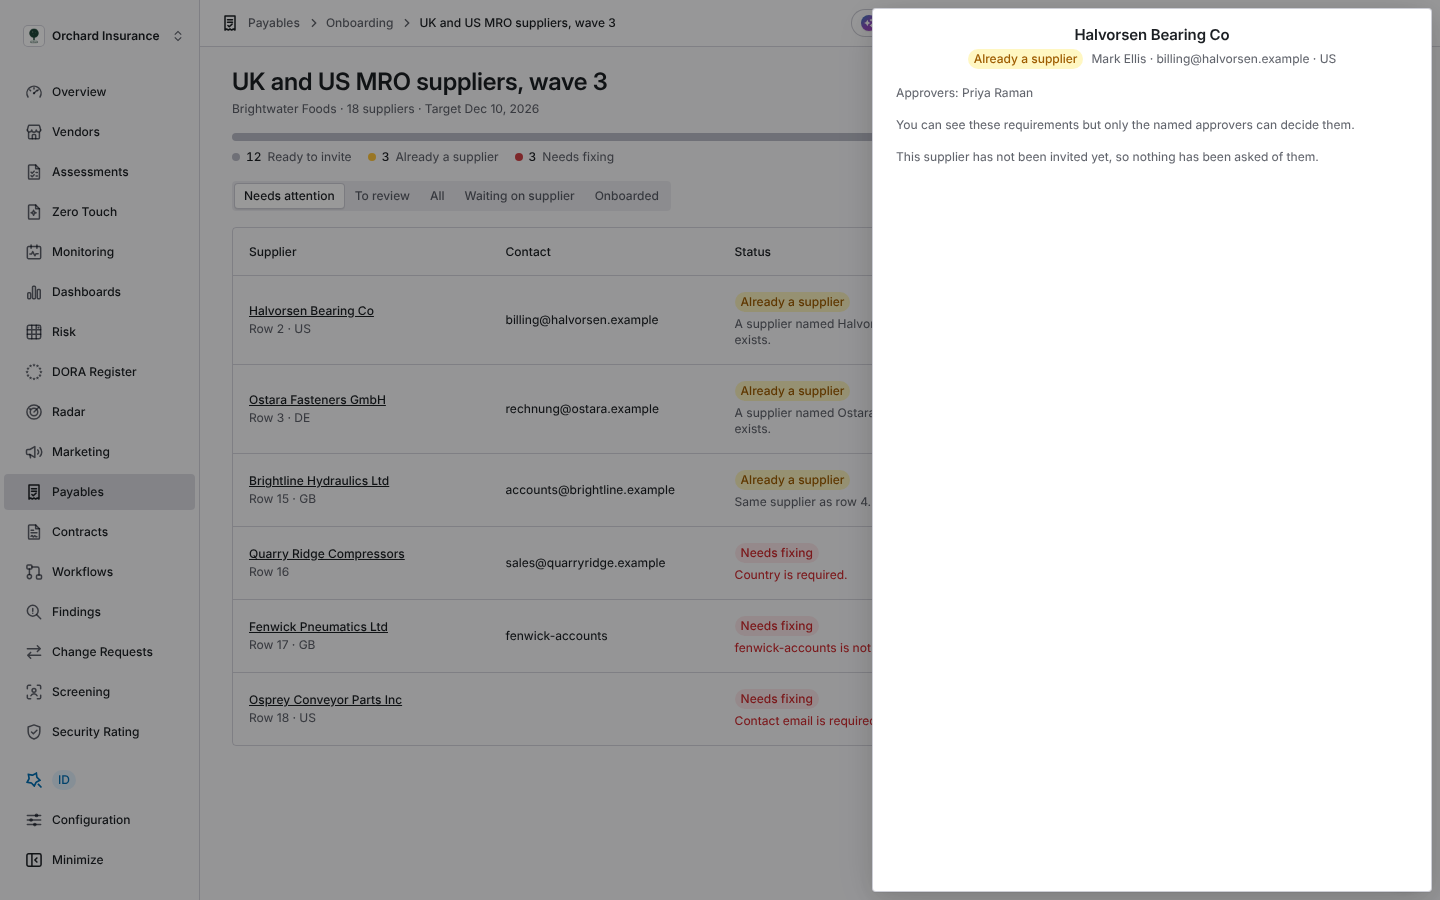 Orchard Insurance
Overview
Vendors
Assessments
Zero Touch
Monitoring
Dashboards
Risk
DORA Register
Radar
Marketing
Payables
Contracts
Workflows
Findings
Change Requests
Screening
Security Rating
ID
Configuration
Minimize
Payables > Onboarding > UK and US MRO suppliers, wave 3
UK and US MRO suppliers, wave 3
Brightwater Foods · 18 suppliers · Target Dec 10, 2026
12 Ready to invite 3 Already a supplier 3 Needs fixing
Needs attention To review All Waiting on supplier Onboarded
Supplier Contact Status
Halvorsen Bearing Co
Row 2 · US
billing@halvorsen.example
Already a supplier
A supplier named Halvor
exists.
Ostara Fasteners GmbH
Row 3 · DE
rechnung@ostara.example
Already a supplier
A supplier named Ostara
exists.
Brightline Hydraulics Ltd
Row 15 · GB
accounts@brightline.example
Already a supplier
Same supplier as row 4.
Quarry Ridge Compressors
Row 16
sales@quarryridge.example
Needs fixing
Country is required.
Fenwick Pneumatics Ltd
Row 17 · GB
fenwick-accounts
Needs fixing
fenwick-accounts is not
Osprey Conveyor Parts Inc
Row 18 · US
Needs fixing
Contact email is required
Halvorsen Bearing Co
Already a supplier Mark Ellis · billing@halvorsen.example · US
Approvers: Priya Raman
You can see these requirements but only the named approvers can decide them.
This supplier has not been invited yet, so nothing has been asked of them.